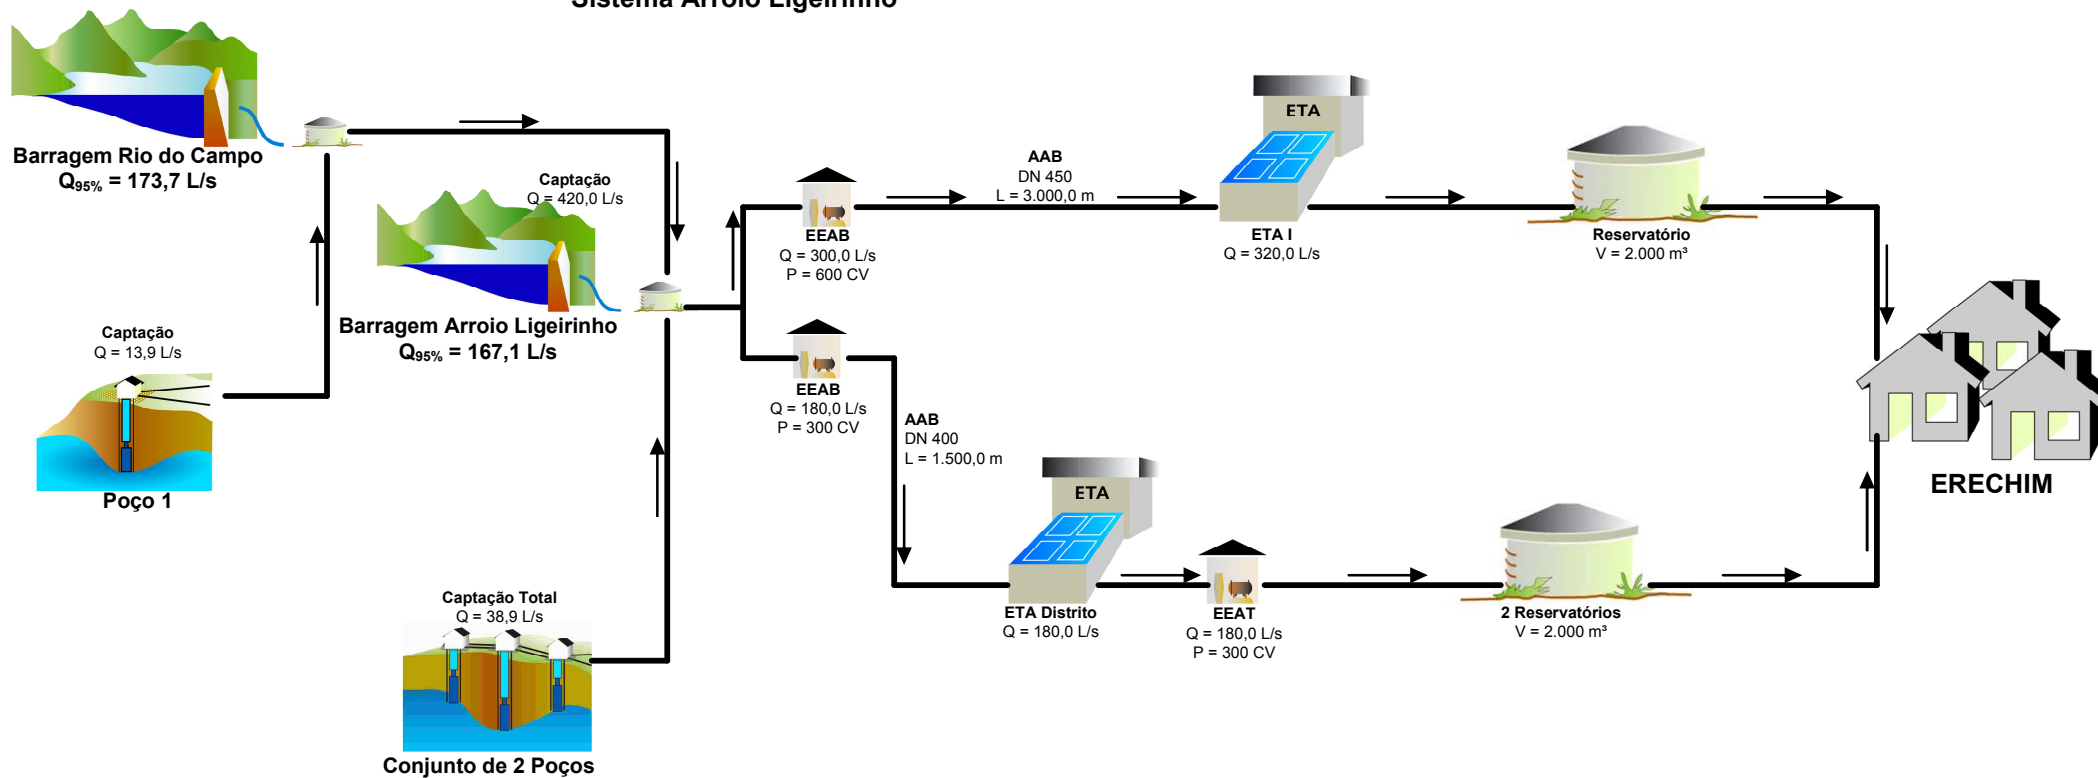 Sistema Arroio Ligeirinho
Barragem Rio do Campo
Q95% = 173,7 L/s
Captação
Q = 420,0 L/s
Barragem Arroio Ligeirinho
Q95% = 167,1 L/s
Captação
Q = 13,9 L/s
Poço 1
Captação Total
Q = 38,9 L/s
Conjunto de 2 Poços
EEAB
Q = 300,0 L/s
P = 600 CV
AAB
DN 450
L = 3.000,0 m
ETA
ETA I
Q = 320,0 L/s
Reservatório
V = 2.000 m³
EEAB
Q = 180,0 L/s
P = 300 CV
AAB
DN 400
L = 1.500,0 m
ETA
ETA Distrito
Q = 180,0 L/s
EEAT
Q = 180,0 L/s
P = 300 CV
2 Reservatórios
V = 2.000 m³
ERECHIM